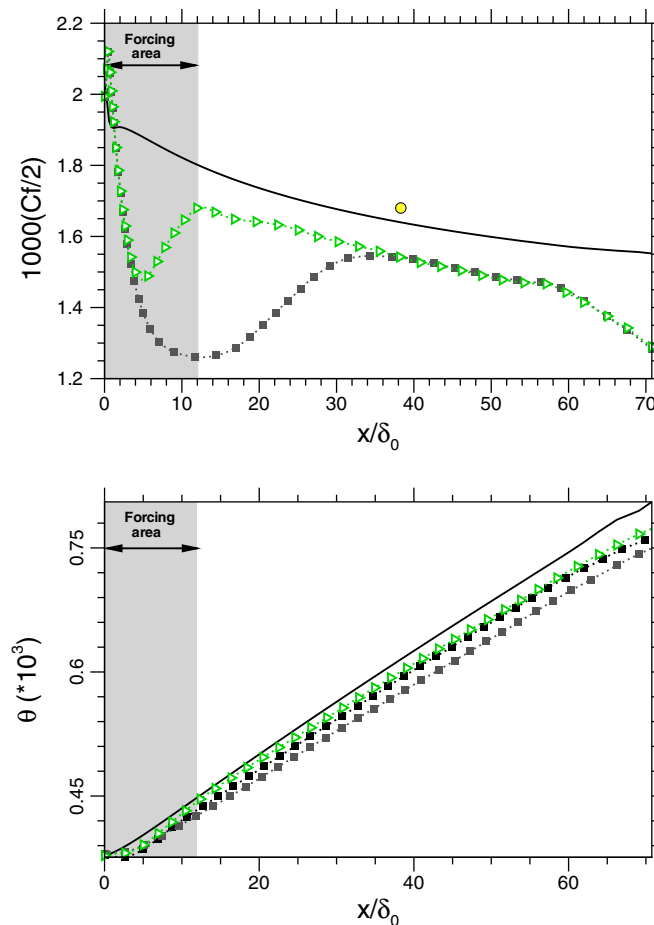 2.2
2
1.8
1.6
1.4
1.2
1000(Cf/2)
Forcing
area
0 10 20 30 40 50 60 70
x/δ₀
0.75
0.6
0.45
θ (*10³)
Forcing
area
0 20 40 60
x/δ₀